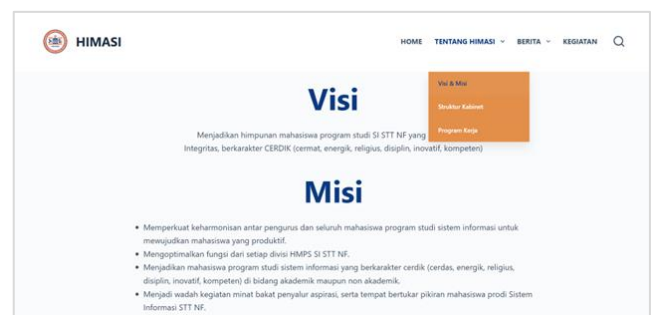 HIMASI
HOME TENTANG HIMASI BERITA KEGIATAN
Visi & Misi
Struktur Kabinet
Program Kerja
Visi
Menjadikan himpunan mahasiswa program studi SI STT NF yang
Integritas, berkarakter CERDIK (cermat, energik, religius, disiplin, inovatif, kompeten)
Misi
Memperkuat keharmonisan antar pengurus dan seluruh mahasiswa program studi sistem informasi untuk
mewujudkan mahasiswa yang produktif.
Mengoptimalkan fungsi dari setiap divisi HMPS SI STT NF.
Menjadikan mahasiswa program studi sistem informasi yang berkarakter cerdik (cerdas, energik, religius,
disiplin, inovatif, kompeten) di bidang akademik maupun non akademik.
Menjadi wadah kegiatan minat bakat penyalur aspirasi, serta tempat bertukar pikiran mahasiswa prodi Sistem
Informasi STT NF.